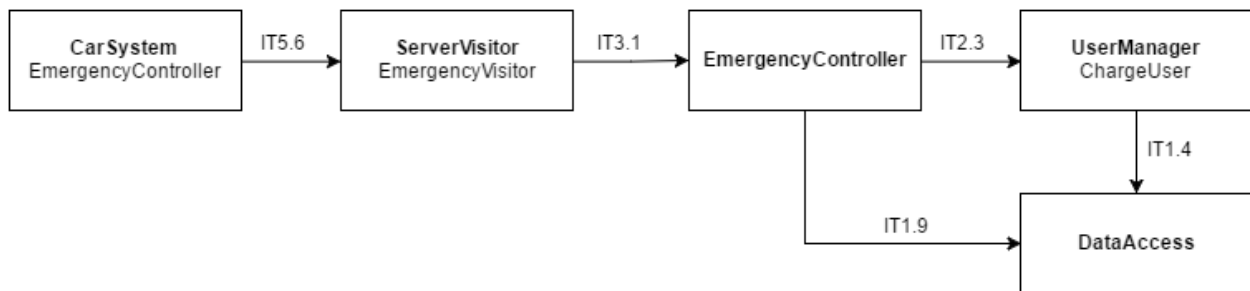 CarSystem
EmergencyController
IT5.6
ServerVisitor
EmergencyVisitor
IT3.1
EmergencyController
IT2.3
UserManager
ChargeUser
IT1.4
IT1.9
DataAccess